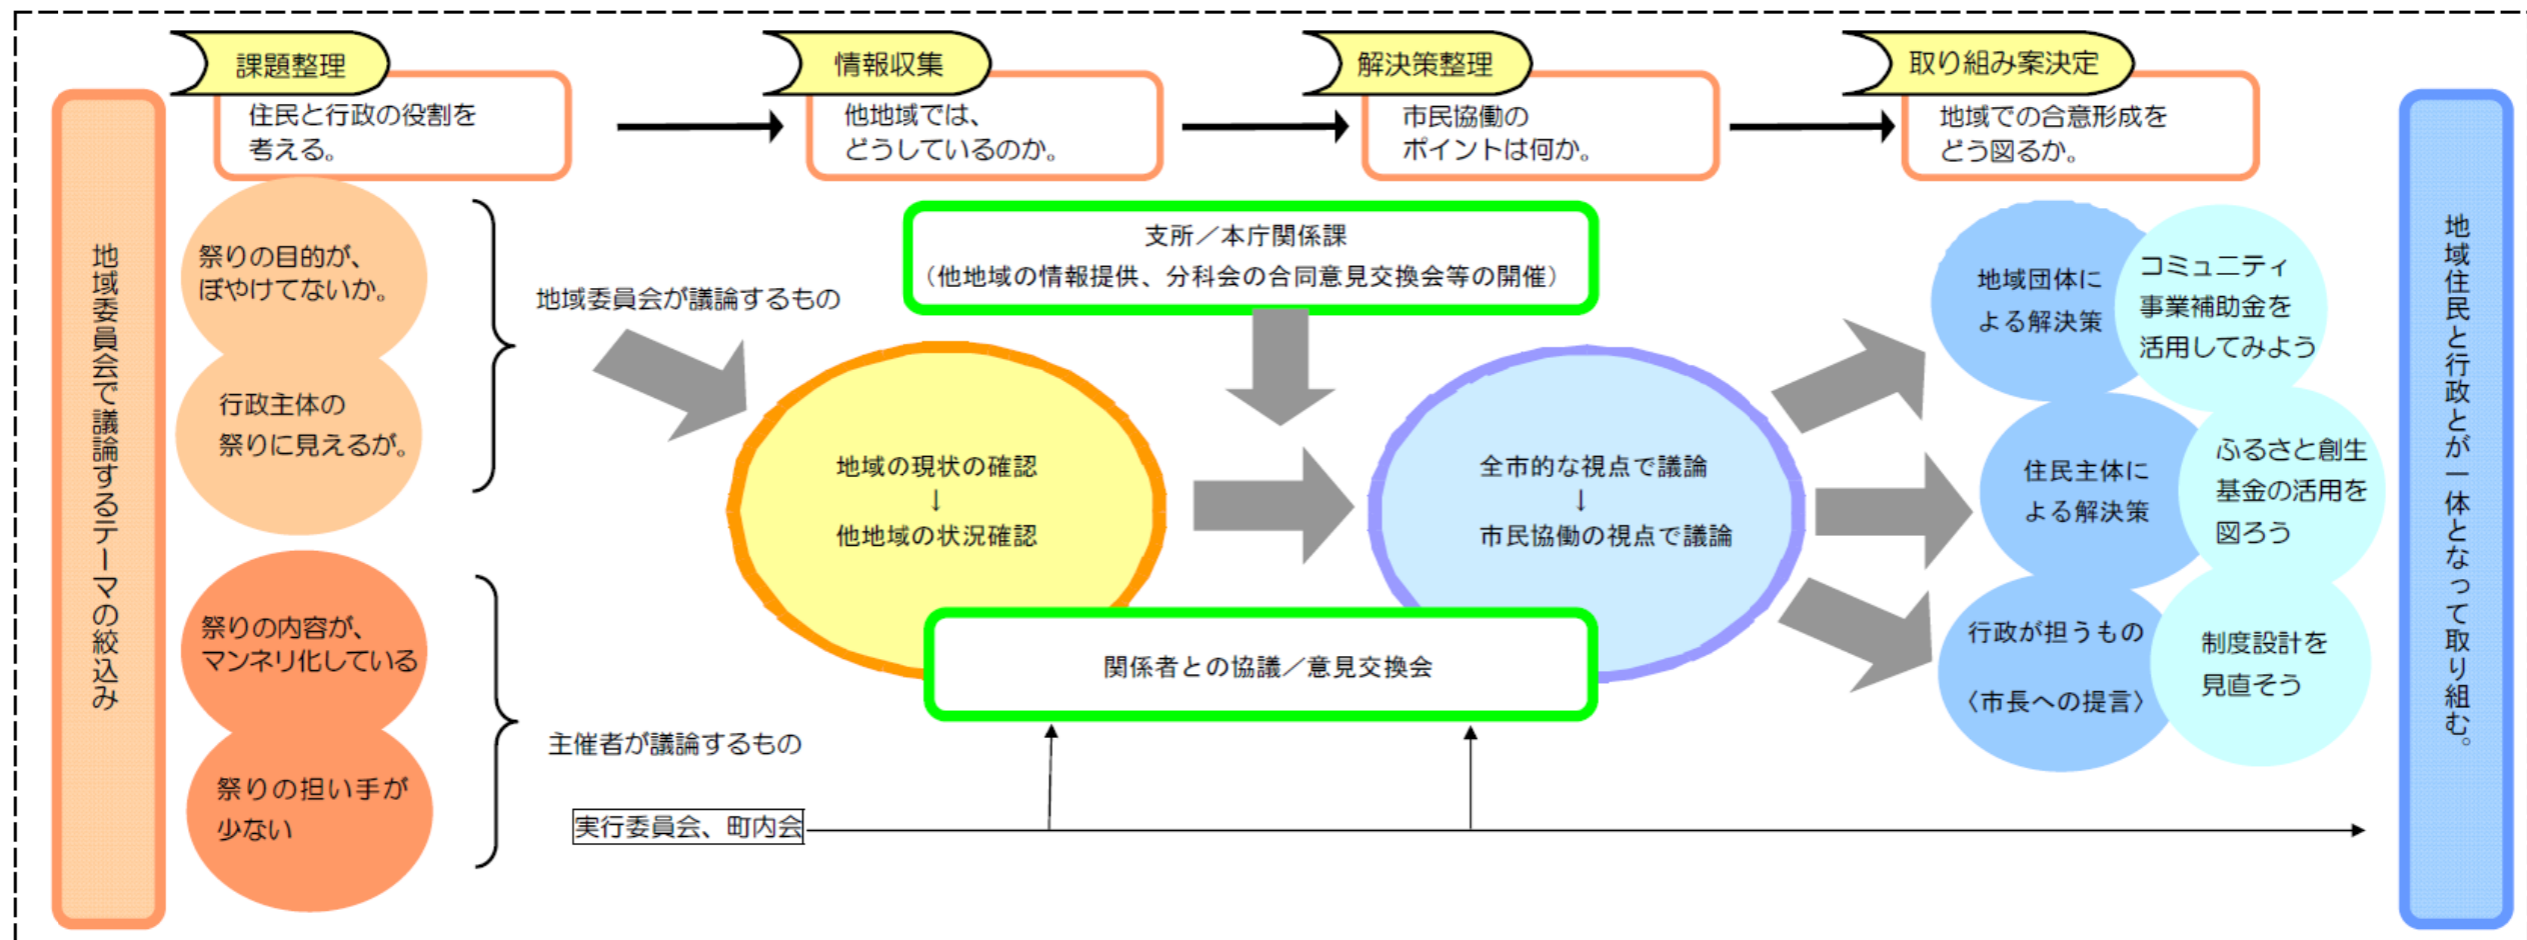 課題整理
住民と行政の役割を
考える。
情報収集
他地域では、
どうしているのか。
解決策整理
市民協働の
ポイントは何か。
取り組み案決定
地域での合意形成を
どう図るか。
地域委員会で議論するテーマの絞込み
祭りの目的が、
ぼやけてないか。
行政主体の
祭りに見えるが。
地域委員会が議論するもの
祭りの内容が、
マンネリ化している
祭りの担い手が
少ない
主催者が議論するもの
実行委員会、町内会
支所／本庁関係課
（他地域の情報提供、分科会の合同意見交換会等の開催）
地域の現状の確認
↓
他地域の状況確認
全市的な視点で議論
↓
市民協働の視点で議論
関係者との協議／意見交換会
地域団体に
よる解決策
コミュニティ
事業補助金を
活用してみよう
住民主体に
よる解決策
ふるさと創生
基金の活用を
図ろう
行政が担うもの
〈市長への提言〉
制度設計を
見直そう
地域住民と行政とが一体となって取り組む。